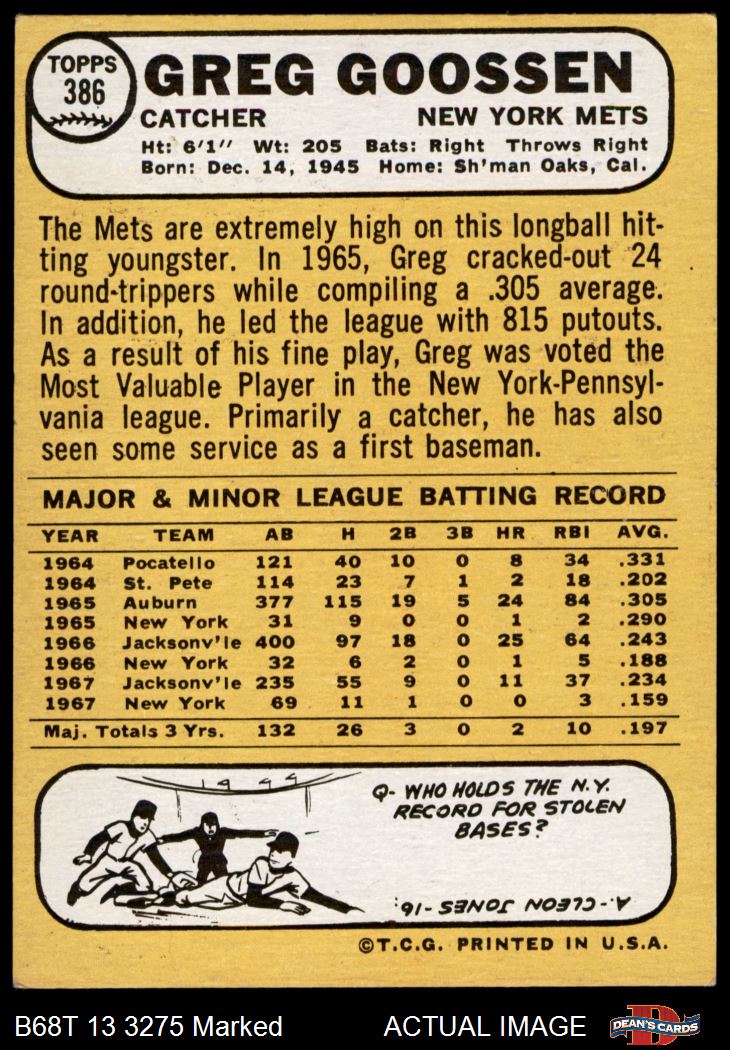 TOPPS
386
GREG GOOSSEN
CATCHER NEW YORK METS
Ht: 6'1" Wt: 205 Bats: Right Throws Right
Born: Dec. 14, 1945 Home: Sh'man Oaks, Cal.
The Mets are extremely high on this longball hit-
ting youngster. In 1965, Greg cracked-out 24
round-trippers while compiling a .305 average.
In addition, he led the league with 815 putouts.
As a result of his fine play, Greg was voted the
Most Valuable Player in the New York-Pennsyl-
vania league. Primarily a catcher, he has also
seen some service as a first baseman.
MAJOR & MINOR LEAGUE BATTING RECORD
YEAR TEAM AB H 2B 3B HR RBI AVG.
1964 Pocatello 121 40 10 0 8 34 .331
1964 St. Pete 114 23 7 1 2 18 .202
1965 Auburn 377 115 19 5 24 84 .305
1965 New York 31 9 0 0 1 2 .290
1966 Jacksonv'le 400 97 18 0 25 64 .243
1966 New York 32 6 2 0 1 5 .188
1967 Jacksonv'le 235 55 9 0 11 37 .234
1967 New York 69 11 1 0 0 3 .159
Maj. Totals 3 Yrs. 132 26 3 0 2 10 .197
Q- WHO HOLDS THE N.Y.
RECORD FOR STOLEN
BASES?
A.- CLEON JONES -16.
©T.C.G. PRINTED IN U.S.A.
B68T 13 3275 Marked ACTUAL IMAGE
DEAN'S CARDS